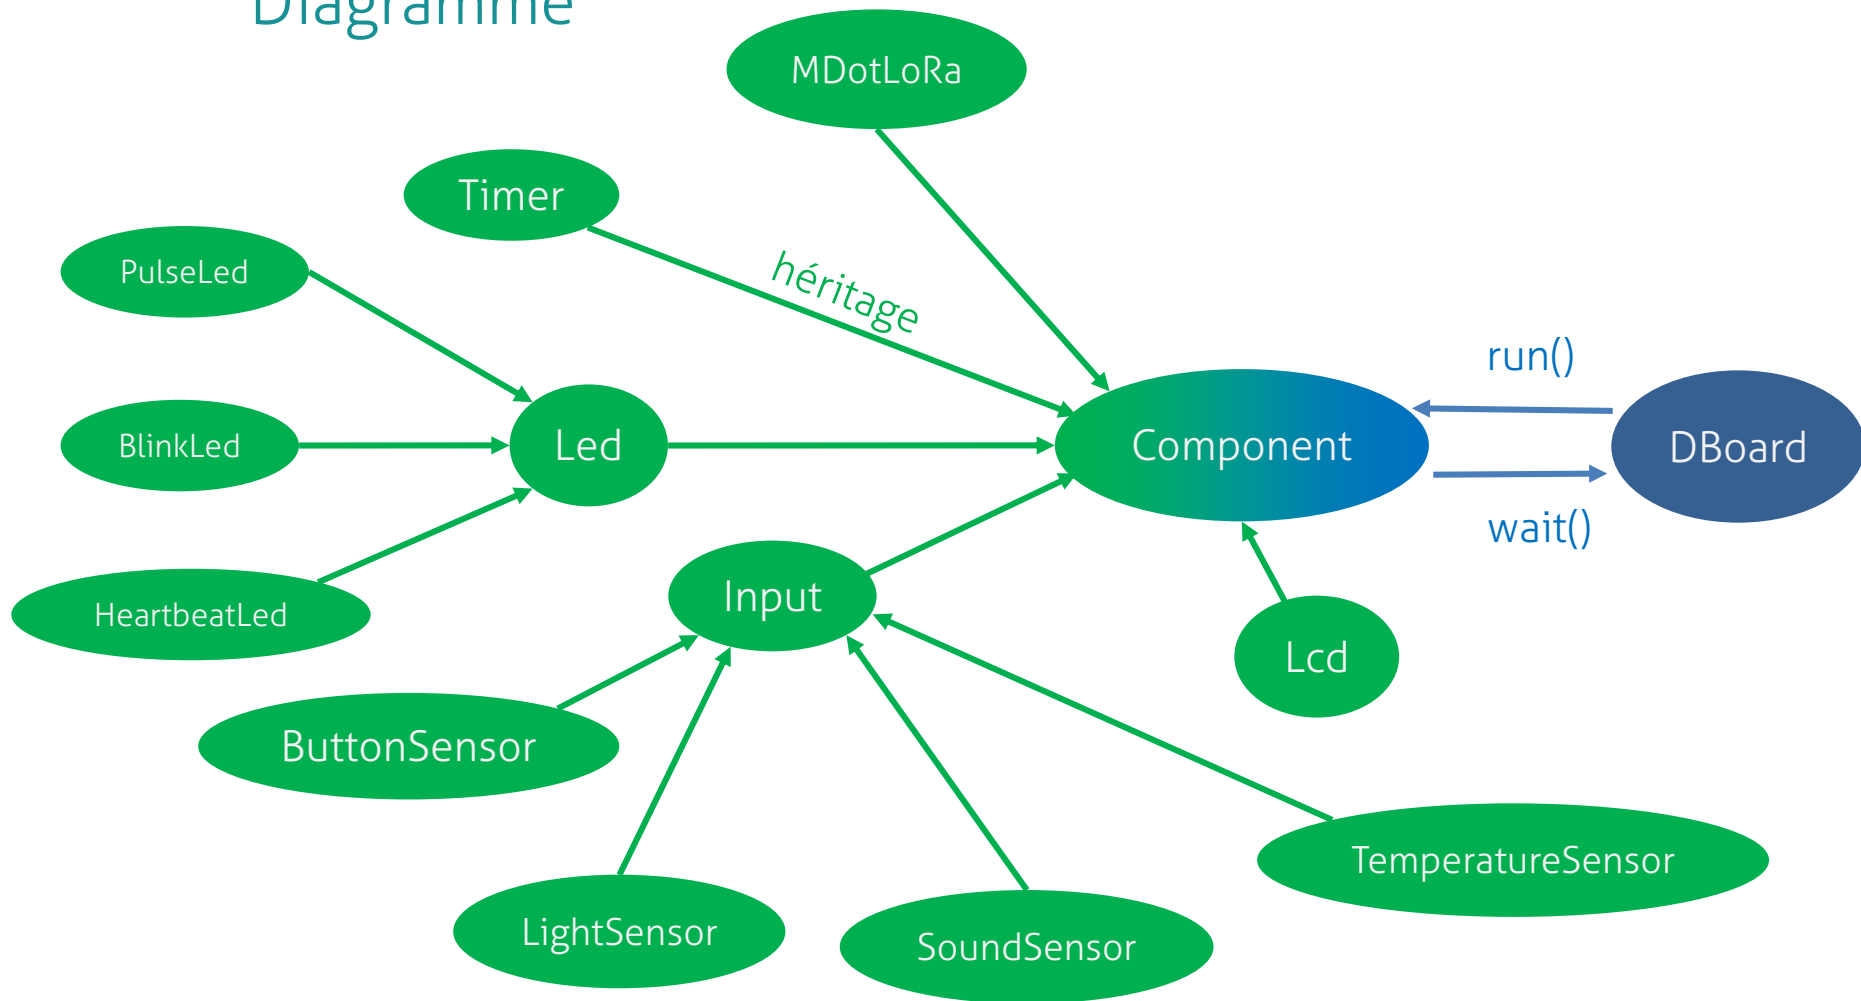 Diagramme
MDotLoRa
Timer
PulseLed
héritage
run()
BlinkLed
Led
Component
DBoard
wait()
HeartbeatLed
Input
Lcd
ButtonSensor
TemperatureSensor
LightSensor
SoundSensor